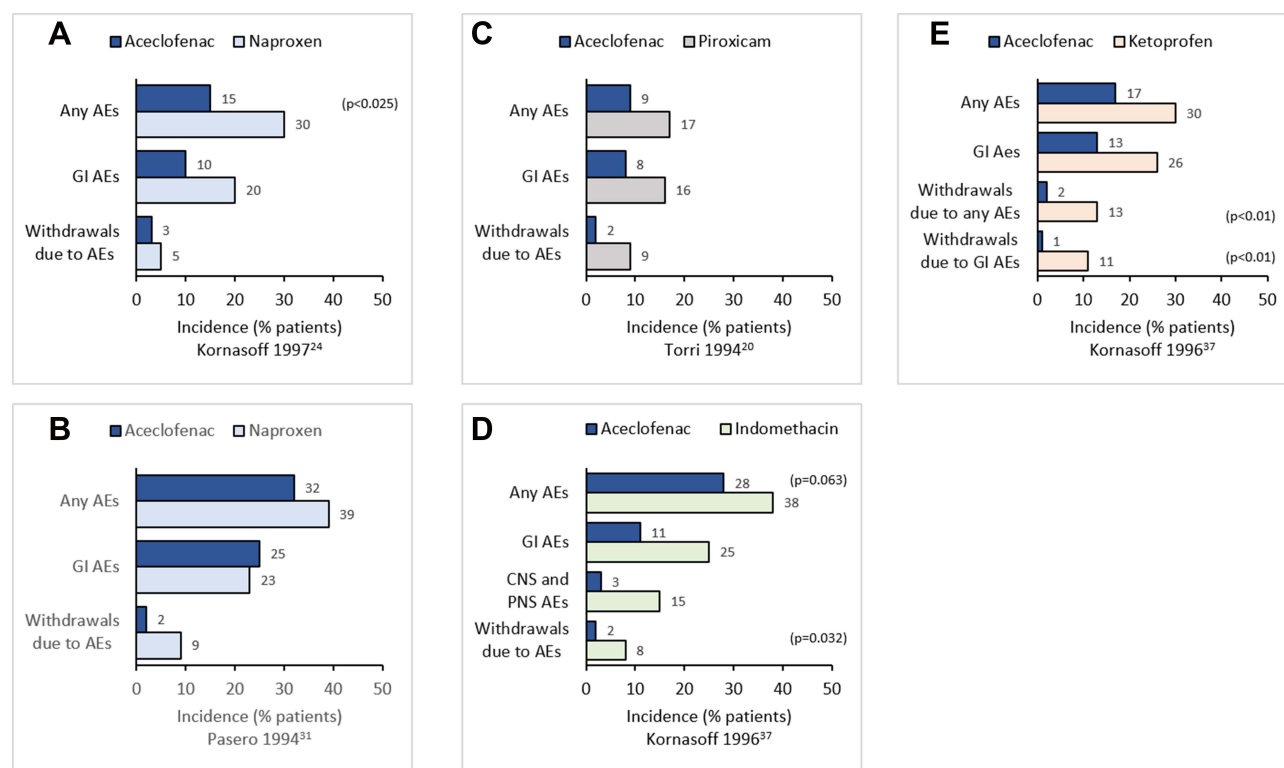 A
Aceclofenac Naproxen
Any AEs
15
30
(p<0.025)
GI AEs
10
20
Withdrawals
due to AEs
3
5
0 10 20 30 40 50
Incidence (% patients)
Kornasoff 1997²⁴
C
Aceclofenac Piroxicam
Any AEs
9
17
GI AEs
8
16
Withdrawals
due to AEs
2
9
0 10 20 30 40 50
Incidence (% patients)
Torri 1994²⁰
E
Aceclofenac Ketoprofen
Any AEs
17
30
GI Aes
13
26
Withdrawals
due to any AEs
2
13
(p<0.01)
Withdrawals
due to GI AEs
1
11
(p<0.01)
0 10 20 30 40 50
Incidence (% patients)
Kornasoff 1996³⁷
B
Aceclofenac Naproxen
Any AEs
32
39
GI AEs
25
23
Withdrawals
due to AEs
2
9
0 10 20 30 40 50
Incidence (% patients)
Pasero 1994³¹
D
Aceclofenac Indomethacin
Any AEs
28
38
(p=0.063)
GI AEs
11
25
CNS and
PNS AEs
3
15
Withdrawals
due to AEs
2
8
(p=0.032)
0 10 20 30 40 50
Incidence (% patients)
Kornasoff 1996³⁷